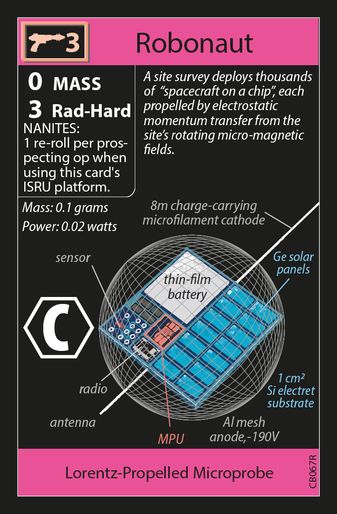 3
Robonaut
0 MASS
3 Rad-Hard
NANITES:
1 re-roll per pros-
pecting op when
using this card's
ISRU platform.
A site survey deploys thousands
of "spacecraft on a chip", each
propelled by electrostatic
momentum transfer from the
site's rotating micro-magnetic
fields.
Mass: 0.1 grams
Power: 0.02 watts
8m charge-carrying
microfilament cathode
sensor
Ge solar
panels
thin-film
battery
C
1 cm²
Si electret
substrate
radio
antenna
MPU
Al mesh
anode,-190V
Lorentz-Propelled Microprobe
CB067R